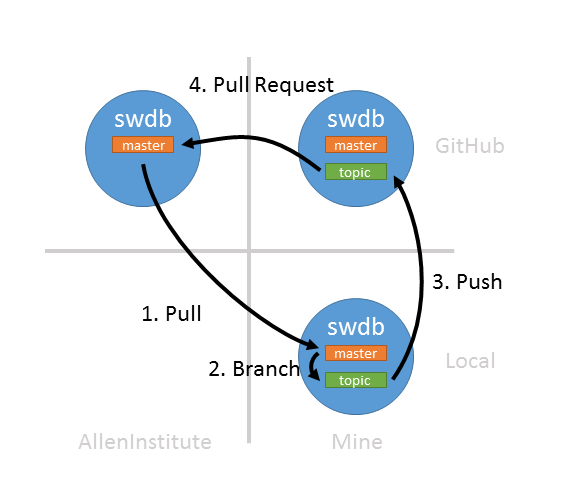 4. Pull Request
swdb
master
swdb
master
topic
GitHub
1. Pull
3. Push
swdb
master
2. Branch
topic
Local
AllenInstitute
Mine